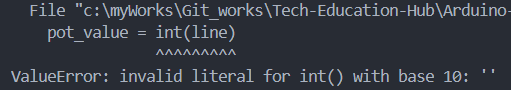 File "c:\myWorks\Git_works\Tech-Education-Hub\Arduino-
pot_value = int(line)
^^^^^^^^^
ValueError: invalid literal for int() with base 10: ''